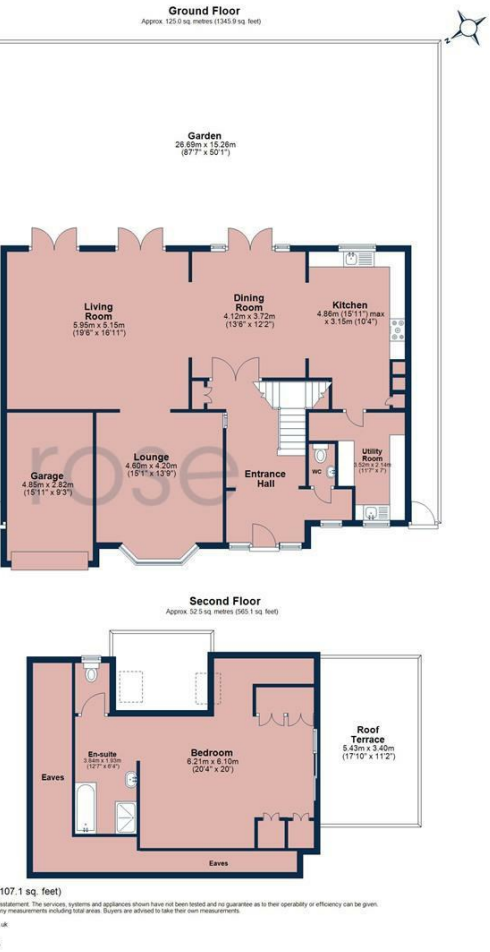 Ground Floor
Approx. 125.0 sq. metres (1345.9 sq. feet)
Z
Garden
26.69m x 15.26m
(87'7" x 50'1")
Living
Room
5.95m x 5.15m
(19'6" x 16'11")
Dining
Room
4.12m x 3.72m
(13'6" x 12'2")
Kitchen
4.86m (15'11") max
x 3.15m (10'4")
Garage
4.85m x 2.82m
(15'11" x 9'3")
Lounge
4.60m x 4.20m
(15'1" x 13'9")
rose
Entrance
Hall
WC
Utility
Room
3.52m x 2.14m
(11'7" x 7')
Second Floor
Approx. 52.5 sq. metres (565.1 sq. feet)
Eaves
En-suite
3.84m x 1.93m
(12'7" x 6'4")
Bedroom
6.21m x 6.10m
(20'4" x 20')
Roof
Terrace
5.43m x 3.40m
(17'10" x 11'2")
Eaves
107.1 sq. feet)
statement. The services, systems and appliances shown have not been tested and no guarantee as to their operability or efficiency can be given.
ny measurements including total areas. Buyers are advised to take their own measurements.
uk